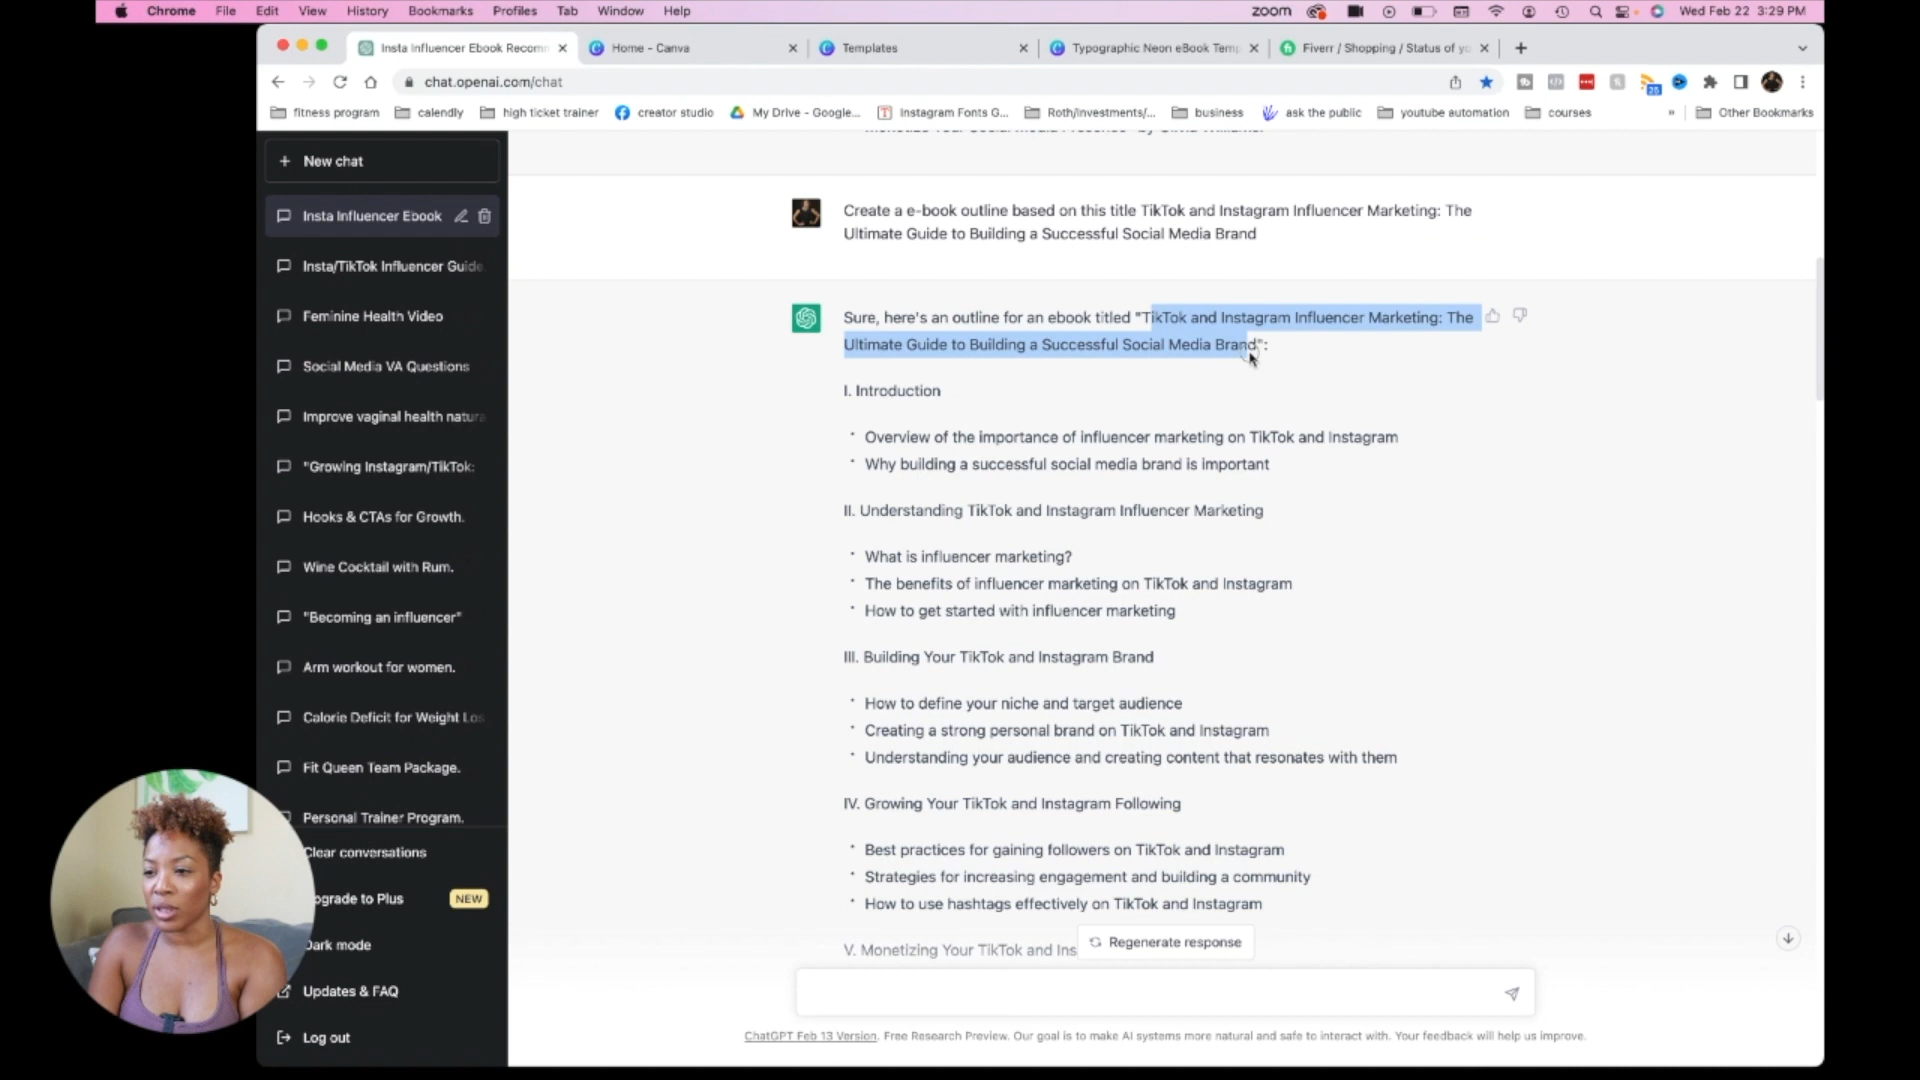 Chrome File Edit View History Bookmarks Profiles Tab Window Help zoom Wed Feb 22 3:29 PM
Insta Influencer Ebook Recomm Home - Canva Templates Typographic Neon eBook Temp Fiverr / Shopping / Status of yo
chat.openai.com/chat
25
fitness program calendly high ticket trainer creator studio My Drive - Google... Instagram Fonts G... Roth/Investments/... business ask the public youtube automation courses » Other Bookmarks
New chat
Insta Influencer Ebook
Insta/TikTok Influencer Guide
Feminine Health Video
Social Media VA Questions
Improve vaginal health natura
"Growing Instagram/TikTok:
Hooks & CTAs for Growth.
Wine Cocktail with Rum.
"Becoming an influencer"
Arm workout for women.
Calorie Deficit for Weight Los
Fit Queen Team Package.
Personal Trainer Program.
Clear conversations
pgrade to Plus NEW
Dark mode
Updates & FAQ
Log out
Monetize Your Social Media Presence" by Olivia Williams.
Create a e-book outline based on this title TikTok and Instagram Influencer Marketing: The
Ultimate Guide to Building a Successful Social Media Brand
Sure, here's an outline for an ebook titled "TikTok and Instagram Influencer Marketing: The
Ultimate Guide to Building a Successful Social Media Brand":
I. Introduction
· Overview of the importance of influencer marketing on TikTok and Instagram
· Why building a successful social media brand is important
II. Understanding TikTok and Instagram Influencer Marketing
· What is influencer marketing?
· The benefits of influencer marketing on TikTok and Instagram
· How to get started with influencer marketing
III. Building Your TikTok and Instagram Brand
· How to define your niche and target audience
· Creating a strong personal brand on TikTok and Instagram
· Understanding your audience and creating content that resonates with them
IV. Growing Your TikTok and Instagram Following
· Best practices for gaining followers on TikTok and Instagram
· Strategies for increasing engagement and building a community
· How to use hashtags effectively on TikTok and Instagram
V. Monetizing Your TikTok and Ins
Regenerate response
ChatGPT Feb 13 Version. Free Research Preview. Our goal is to make AI systems more natural and safe to interact with. Your feedback will help us improve.